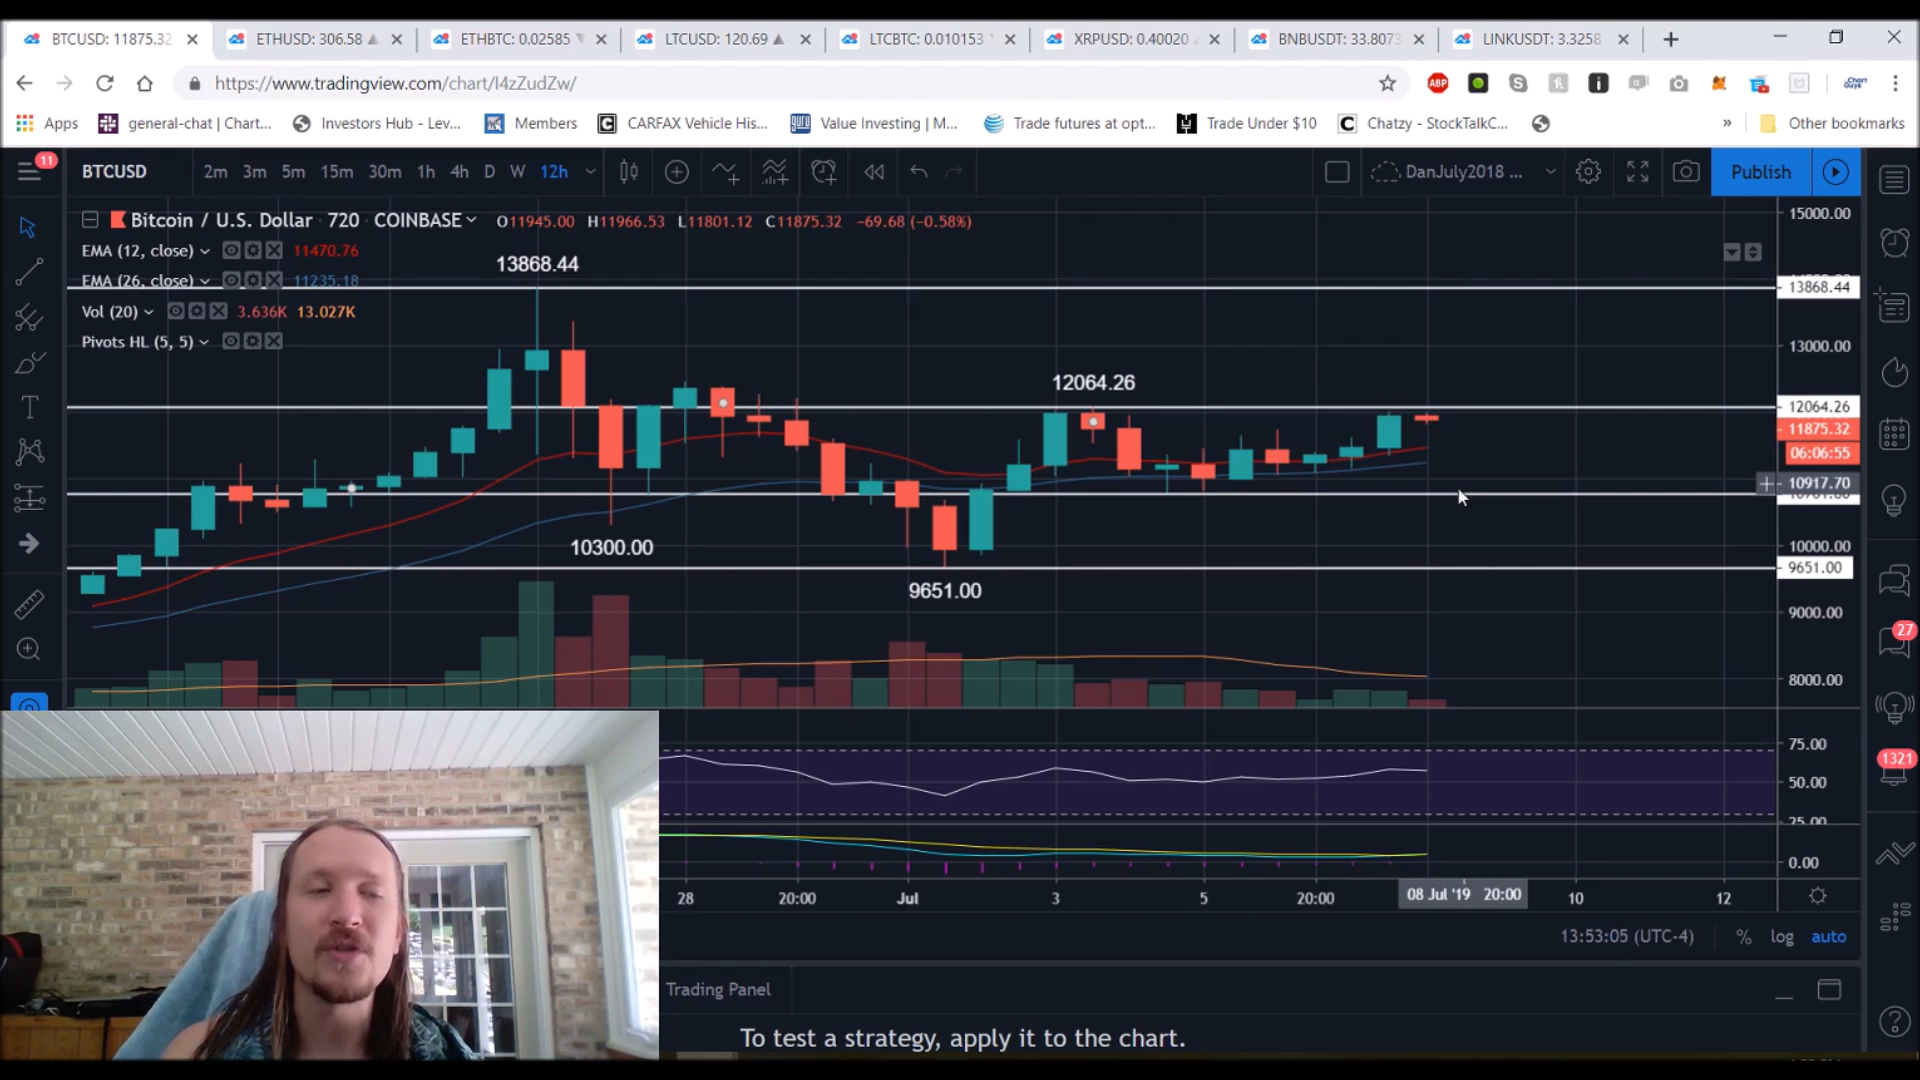 BTCUSD: 11875.32
ETHUSD: 306.58
ETHBTC: 0.02585
LTCUSD: 120.69
LTCBTC: 0.010153
XRPUSD: 0.40020
BNBUSDT: 33.8073
LINKUSDT: 3.3258
https://www.tradingview.com/chart/I4zZudZw/
ABP
Apps
general-chat | Chart...
Investors Hub - Lev...
Members
CARFAX Vehicle His...
Value Investing | M...
Trade futures at opt...
Trade Under $10
Chatzy - StockTalkC...
Other bookmarks
11
BTCUSD
2m 3m 5m 15m 30m 1h 4h D W 12h
DanJuly2018 ...
Publish
Bitcoin / U.S. Dollar 720 COINBASE
O11945.00 H11966.53 L11801.12 C11875.32 −69.68 (−0.58%)
EMA (12, close) 11470.76
EMA (26, close) 11235.18
Vol (20) 3.636K 13.027K
Pivots HL (5, 5)
13868.44
12064.26
10300.00
9651.00
15000.00
13868.44
13000.00
12064.26
11875.32
06:06:55
10917.70
10000.00
9651.00
9000.00
8000.00
75.00
50.00
25.00
0.00
27
1321
28 20:00 Jul 3 5 20:00 08 Jul '19 20:00 10 12
13:53:05 (UTC-4) % log auto
Trading Panel
To test a strategy, apply it to the chart.